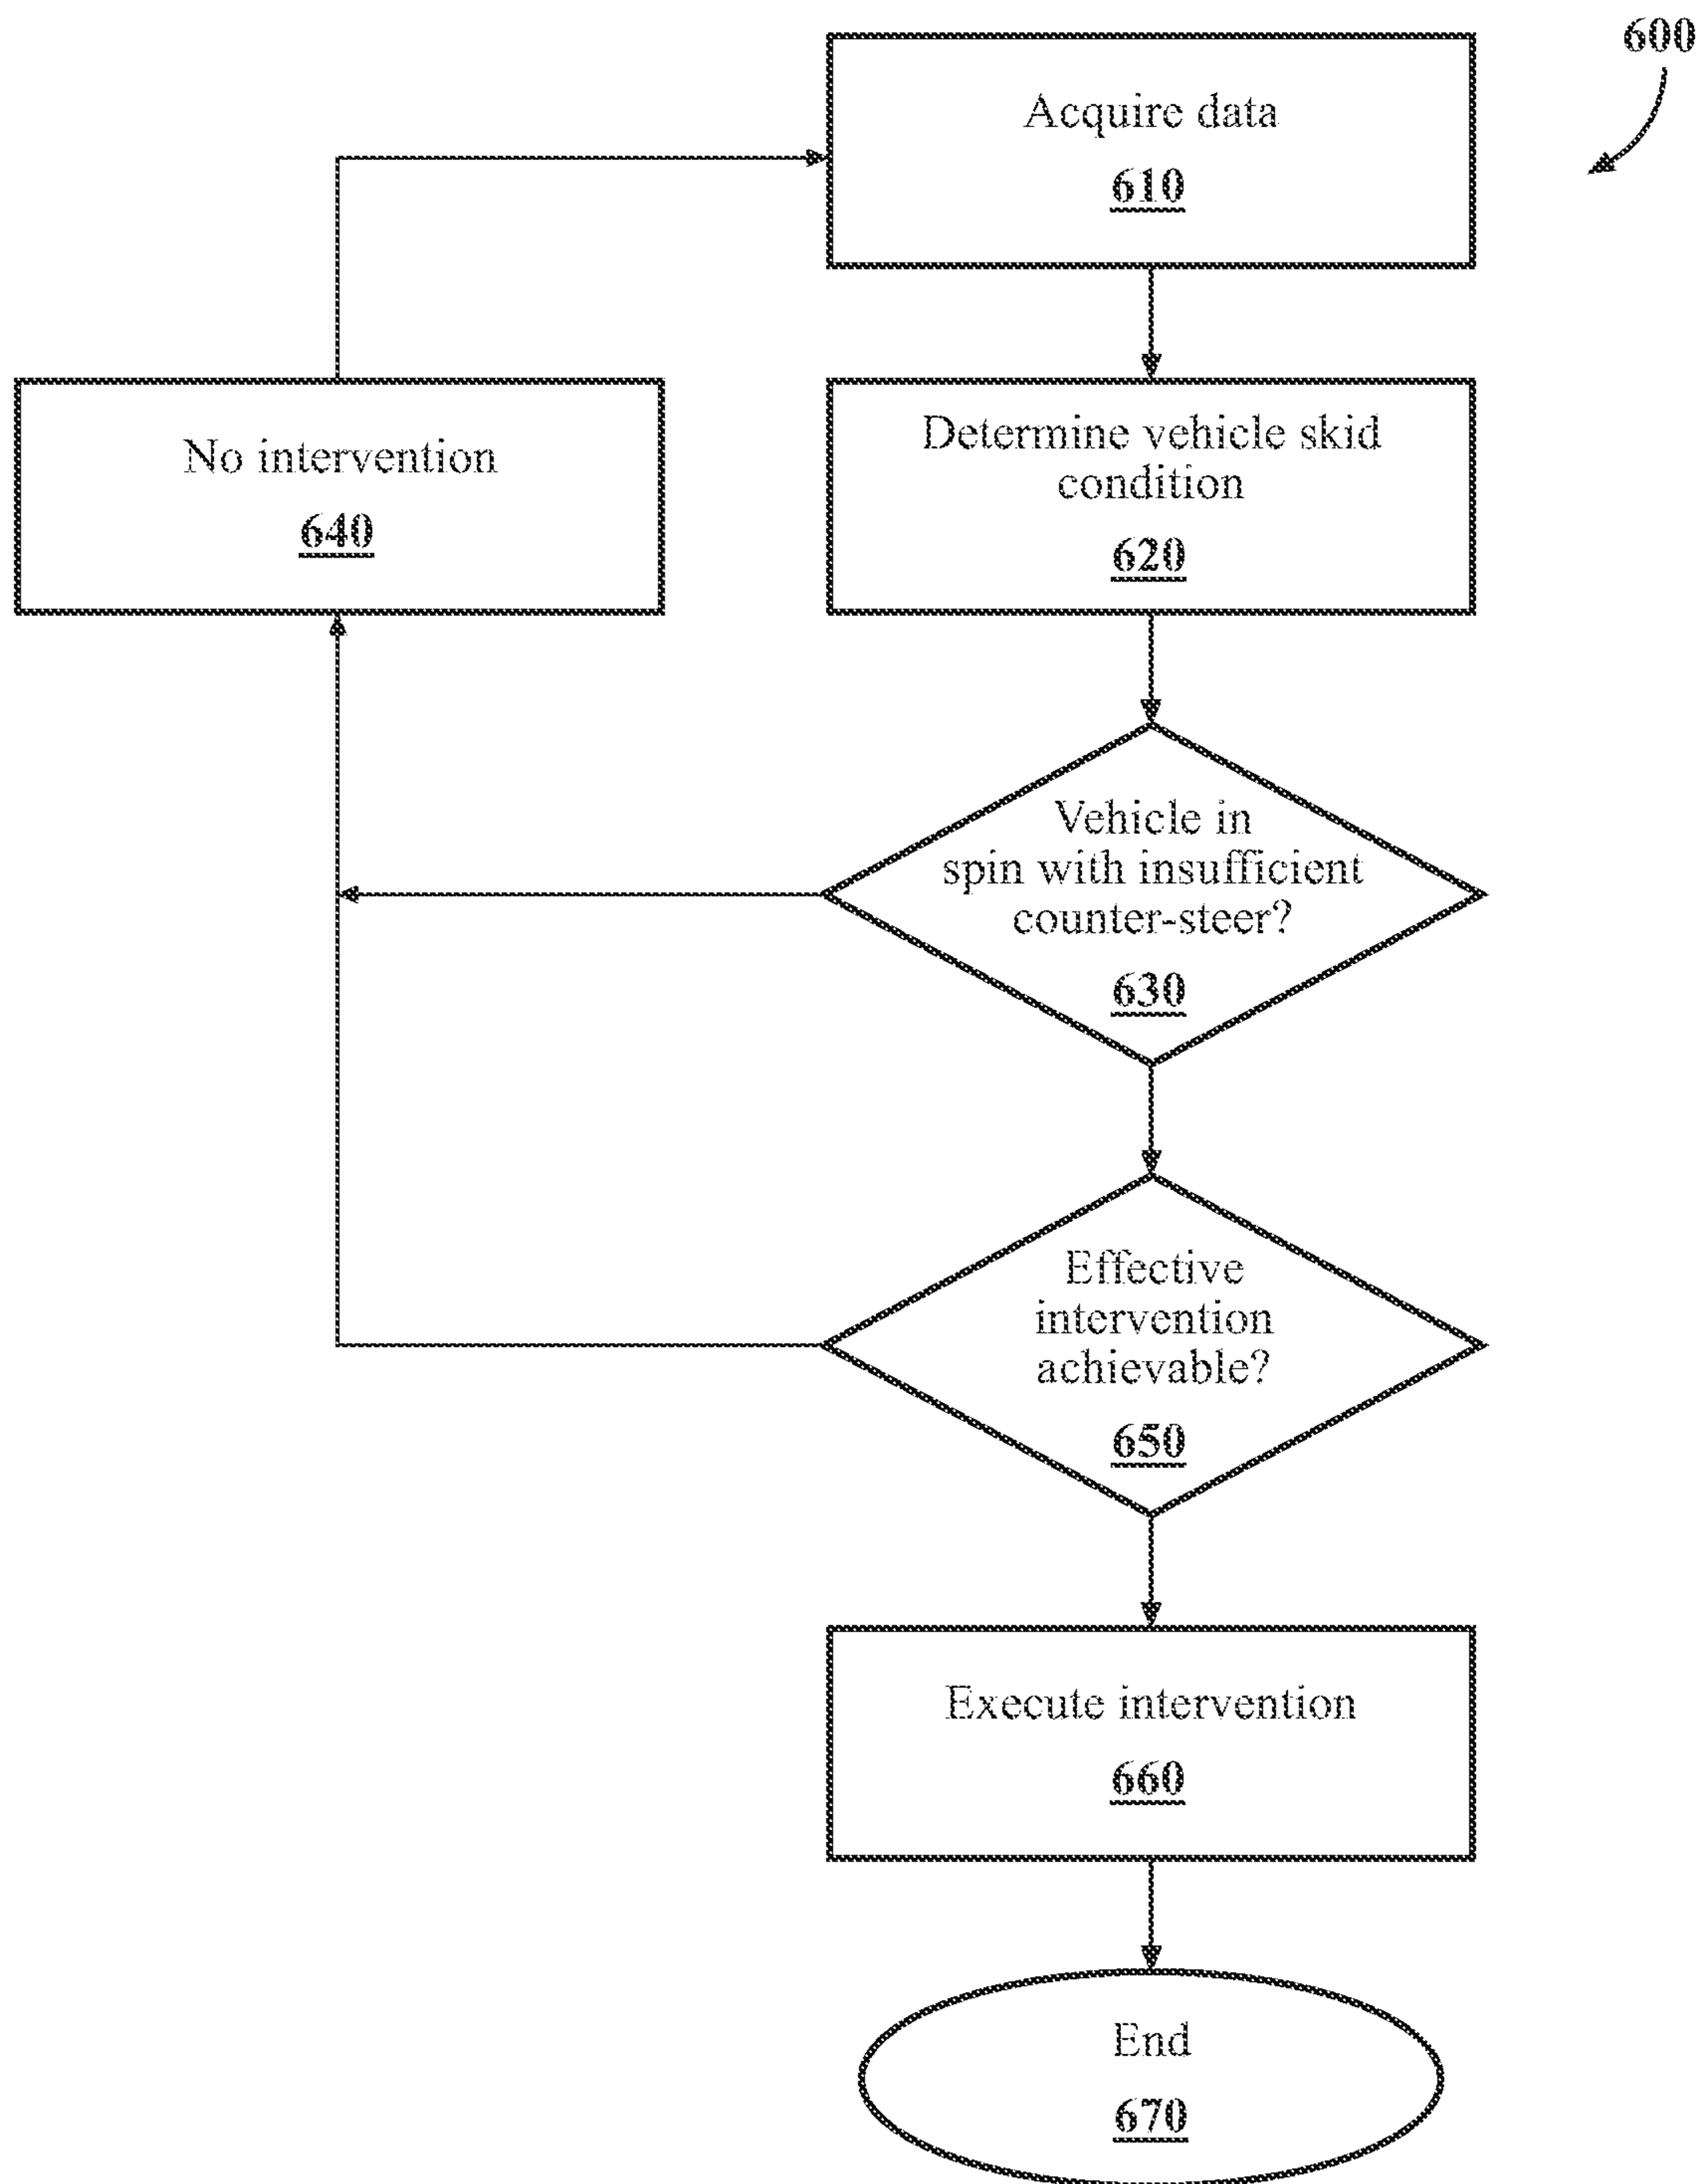 600
Acquire data
610
No intervention
640
Determine vehicle skid
condition
620
Vehicle in
spin with insufficient
counter-steer?
630
Effective
intervention
achievable?
650
Execute intervention
660
End
670